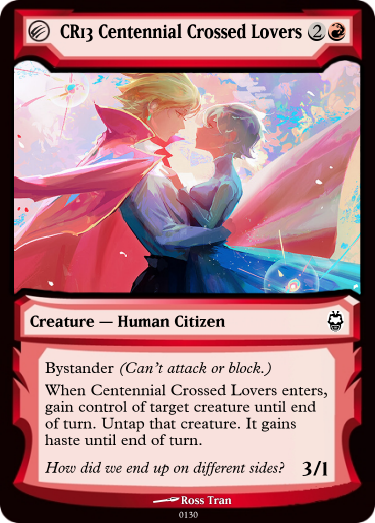 CR13 Centennial Crossed Lovers 2
Creature — Human Citizen
Bystander (Can't attack or block.)
When Centennial Crossed Lovers enters,
gain control of target creature until end
of turn. Untap that creature. It gains
haste until end of turn.
How did we end up on different sides? 3/1
Ross Tran
0130